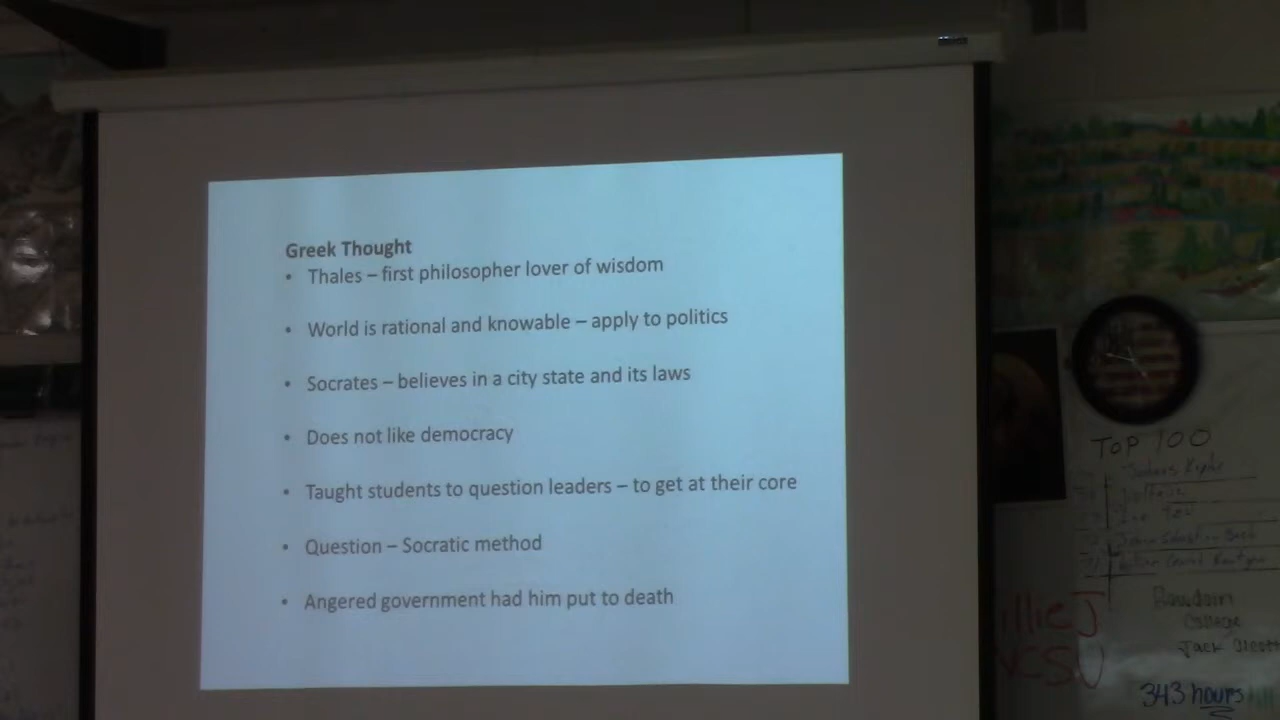 Greek Thought
• Thales – first philosopher lover of wisdom
• World is rational and knowable – apply to politics
• Socrates – believes in a city state and its laws
• Does not like democracy
• Taught students to question leaders – to get at their core
• Question – Socratic method
• Angered government had him put to death
TOP 100
College
Jack
343 hours